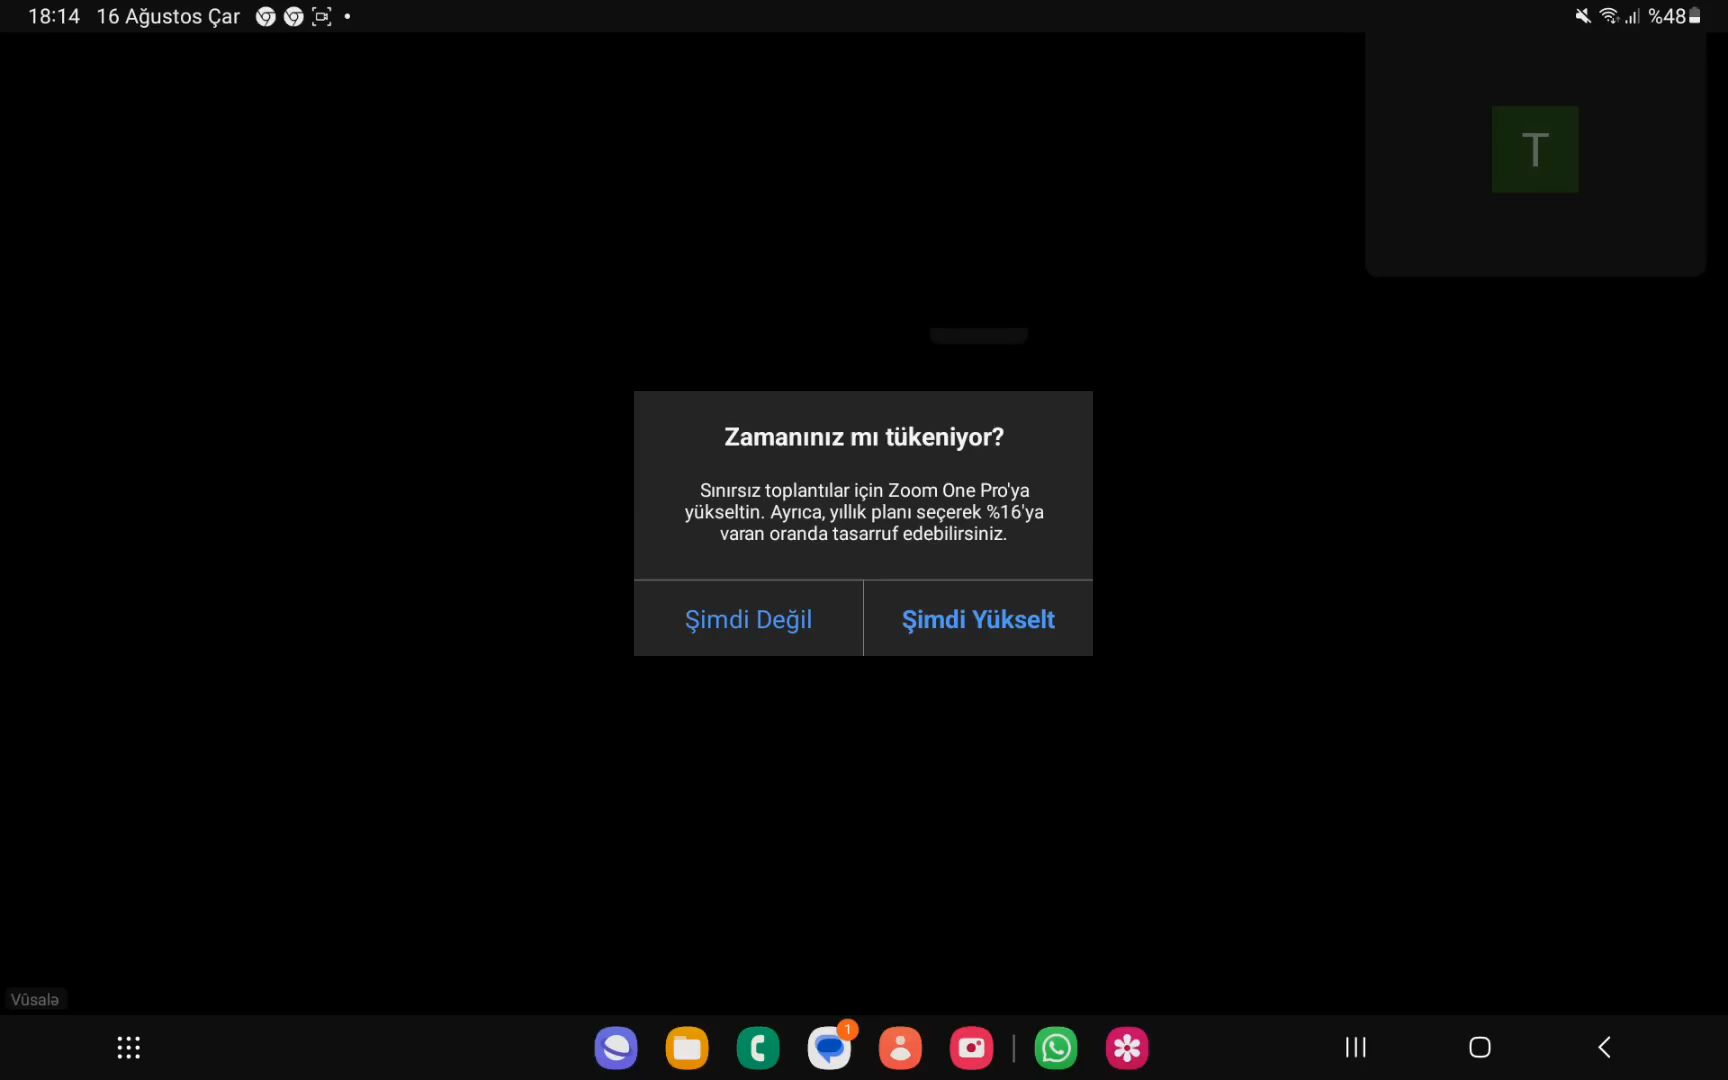 18:14 16 Ağustos Çar %48
T
Zamanınız mı tükeniyor?
Sınırsız toplantılar için Zoom One Pro'ya
yükseltin. Ayrıca, yıllık planı seçerek %16'ya
varan oranda tasarruf edebilirsiniz.
Şimdi Değil Şimdi Yükselt
Vûsalə
1